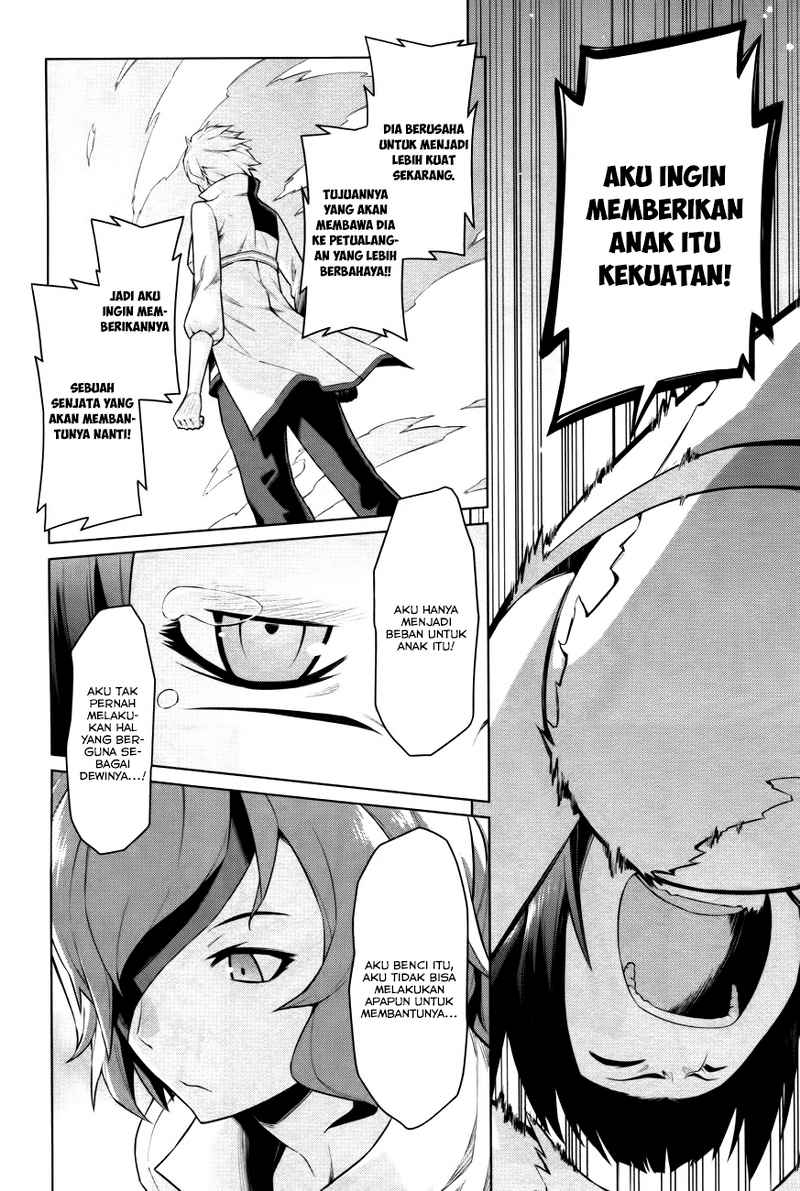 AKU INGIN
MEMBERIKAN
ANAK ITU
KEKUATAN!
DIA BERUSAHA
UNTUK MENJADI
LEBIH KUAT
SEKARANG.
TUJUANNYA
YANG AKAN
MEMBAWA DIA
KE PETUALANG-
AN YANG LEBIH
BERBAHAYA!!
JADI AKU
INGIN MEM-
BERIKANNYA
SEBUAH
SENJATA YANG
AKAN MEMBAN-
TUNYA NANTI!
AKU HANYA
MENJADI
BEBAN UNTUK
ANAK ITU!
AKU TAK
PERNAH
MELAKU-
KAN HAL
YANG BER-
GUNA SE-
BAGAI
DEWINYA...!
AKU BENCI ITU,
AKU TIDAK BISA
MELAKUKAN
APAPUN UNTUK
MEMBANTUNYA...